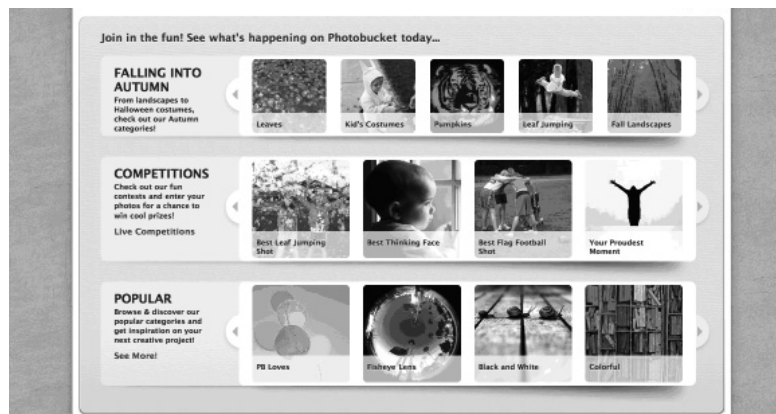 Join in the fun! See what's happening on Photobucket today...
FALLING INTO
AUTUMN
From landscapes to
Halloween costumes,
check out our Autumn
categories!
Leaves
Kid's Costumes
Pumpkins
Leaf Jumping
Fall Landscapes
COMPETITIONS
Check out our fun
contests and enter your
photos for a chance to
win cool prizes!
Live Competitions
Best Leaf Jumping
Shot
Best Thinking Face
Best Flag Football
Shot
Your Proudest
Moment
POPULAR
Browse & discover our
popular categories and
get inspiration on your
next creative project!
See More!
PB Loves
Fisheye Lens
Black and White
Colorful